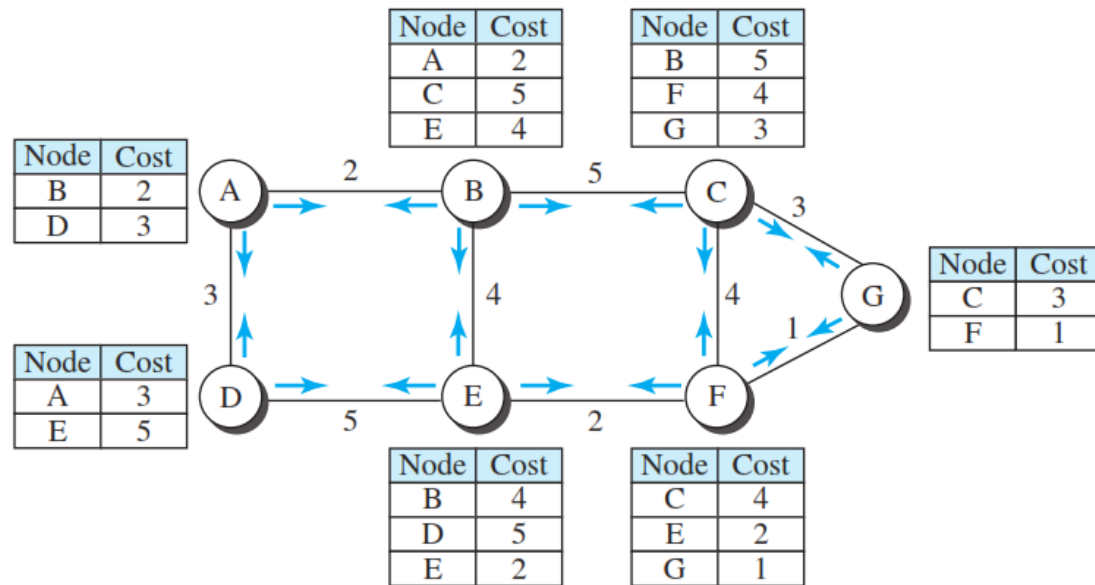 Node Cost
A 2
C 5
E 4
Node Cost
B 5
F 4
G 3
Node Cost
B 2
D 3
A 2 B 5 C
3
3 4 4 G
1
Node Cost
C 3
F 1
Node Cost
A 3
E 5
D 5 E 2 F
Node Cost
B 4
D 5
E 2
Node Cost
C 4
E 2
G 1